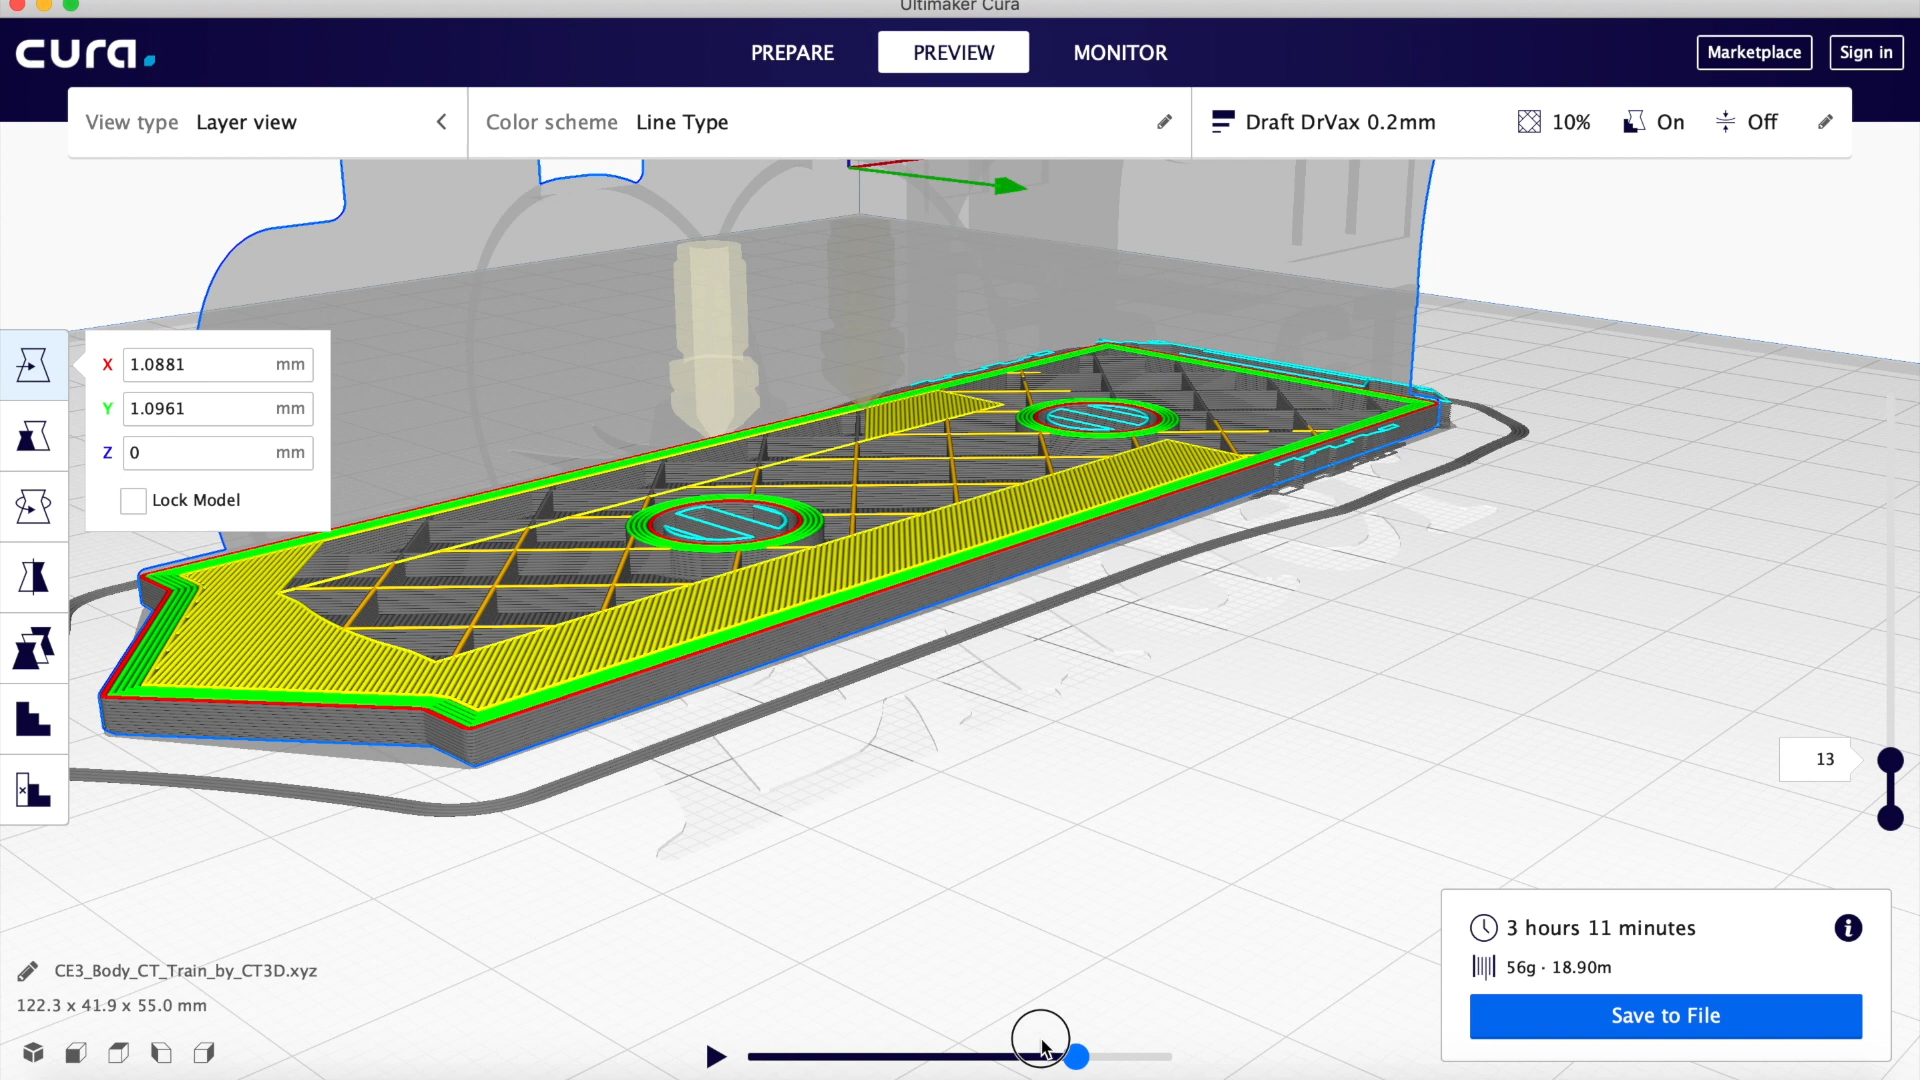 Ultimaker Cura
cura.
PREPARE
PREVIEW
MONITOR
Marketplace
Sign in
View type Layer view
Color scheme Line Type
Draft DrVax 0.2mm
10%
On
Off
X 1.0881 mm
Y 1.0961 mm
Z 0 mm
Lock Model
13
3 hours 11 minutes
56g · 18.90m
Save to File
CE3_Body_CT_Train_by_CT3D.xyz
122.3 x 41.9 x 55.0 mm